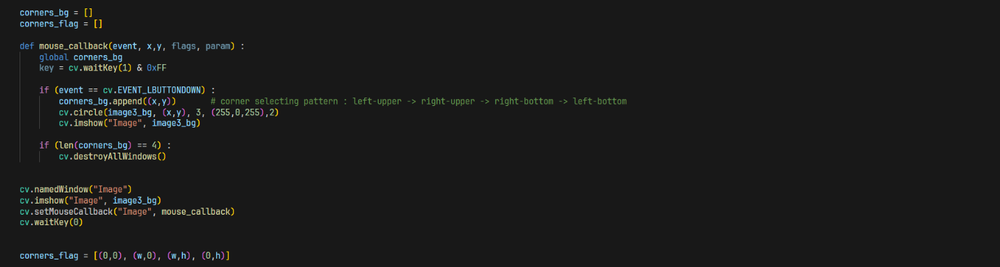 corners_bg = []
corners_flag = []
def mouse_callback(event, x,y, flags, param) :
    global corners_bg
    key = cv.waitKey(1) & 0xFF
    if (event == cv.EVENT_LBUTTONDOWN) :
        corners_bg.append((x,y))       # corner selecting pattern : left-upper -> right-upper -> right-bottom -> left-bottom
        cv.circle(image3_bg, (x,y), 3, (255,0,255),2)
        cv.imshow("Image", image3_bg)
    if (len(corners_bg) == 4) :
        cv.destroyAllWindows()
cv.namedWindow("Image")
cv.imshow("Image", image3_bg)
cv.setMouseCallback("Image", mouse_callback)
cv.waitKey(0)
corners_flag = [(0,0), (w,0), (w,h), (0,h)]